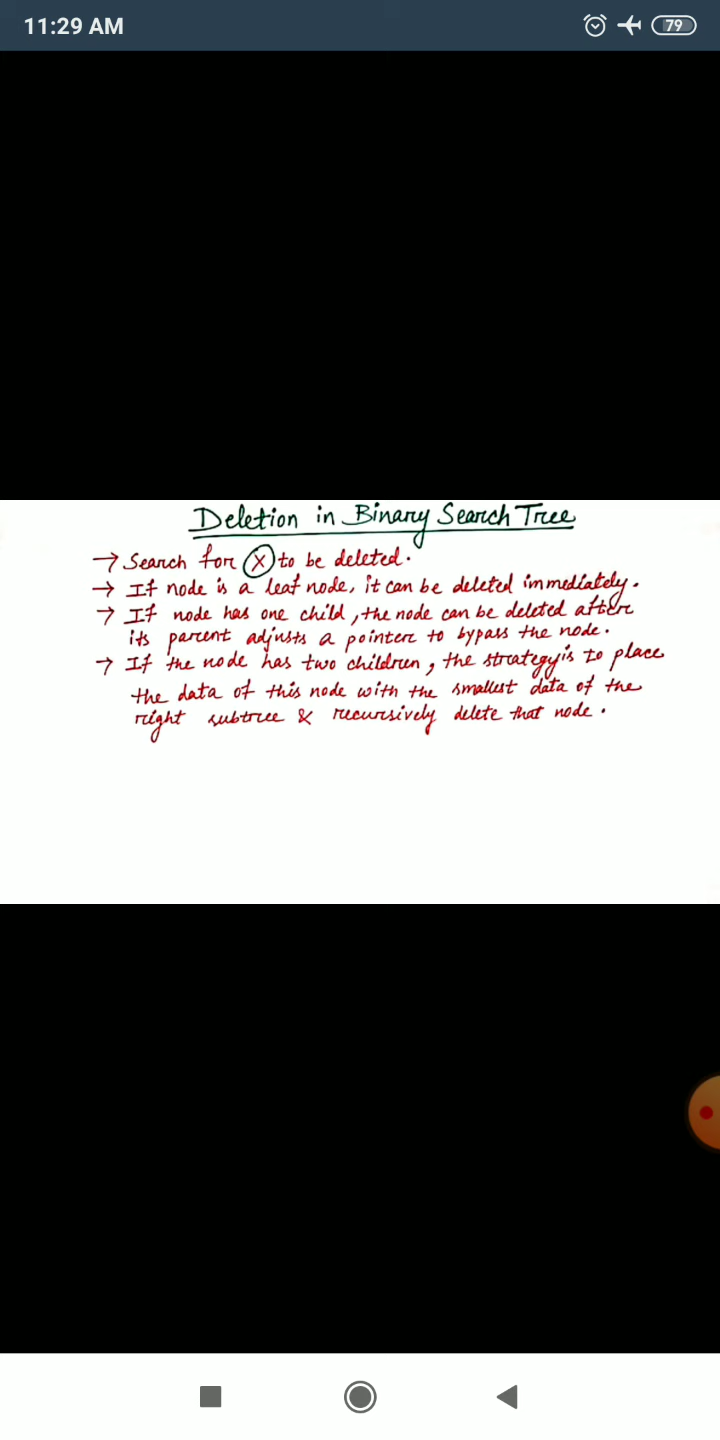 11:29 AM
79
Deletion in Binary Search Tree
→ Search for X to be deleted.
→ If node is a leaf node, it can be deleted immediately.
→ If node has one child, the node can be deleted after
its parent adjusts a pointer to bypass the node.
→ If the node has two children, the strategy is to place
the data of this node with the smallest data of the
right subtree & recursively delete that node.